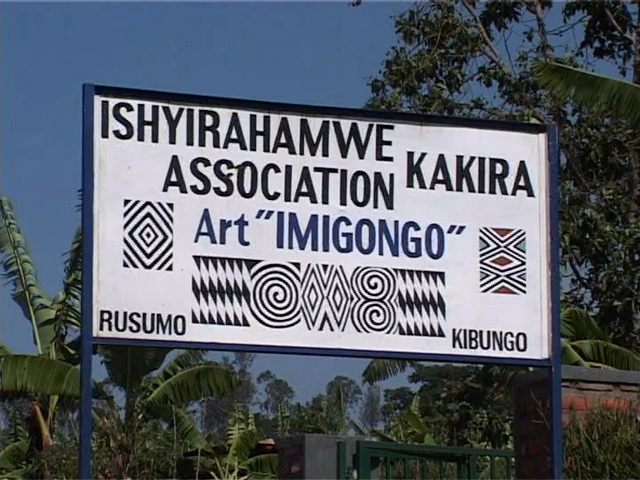 ISHYIRAHAMWE
ASSOCIATION KAKIRA
Art "IMIGONGO"
RUSUMO KIBUNGO